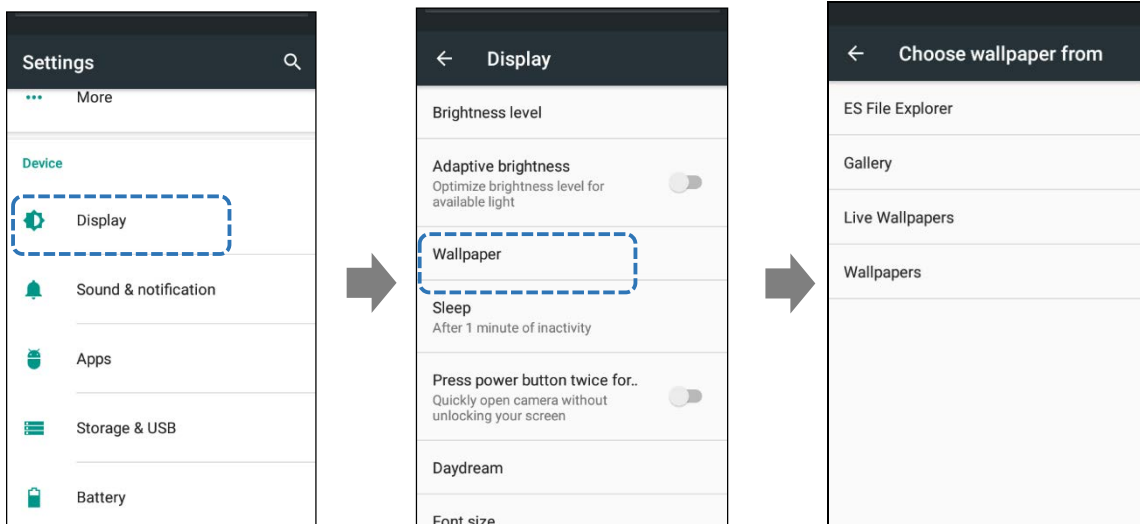 Settings
More
Device
Display
Sound & notification
Apps
Storage & USB
Battery
Display
Brightness level
Adaptive brightness
Optimize brightness level for
available light
Wallpaper
Sleep
After 1 minute of inactivity
Press power button twice for..
Quickly open camera without
unlocking your screen
Daydream
Font size
Choose wallpaper from
ES File Explorer
Gallery
Live Wallpapers
Wallpapers